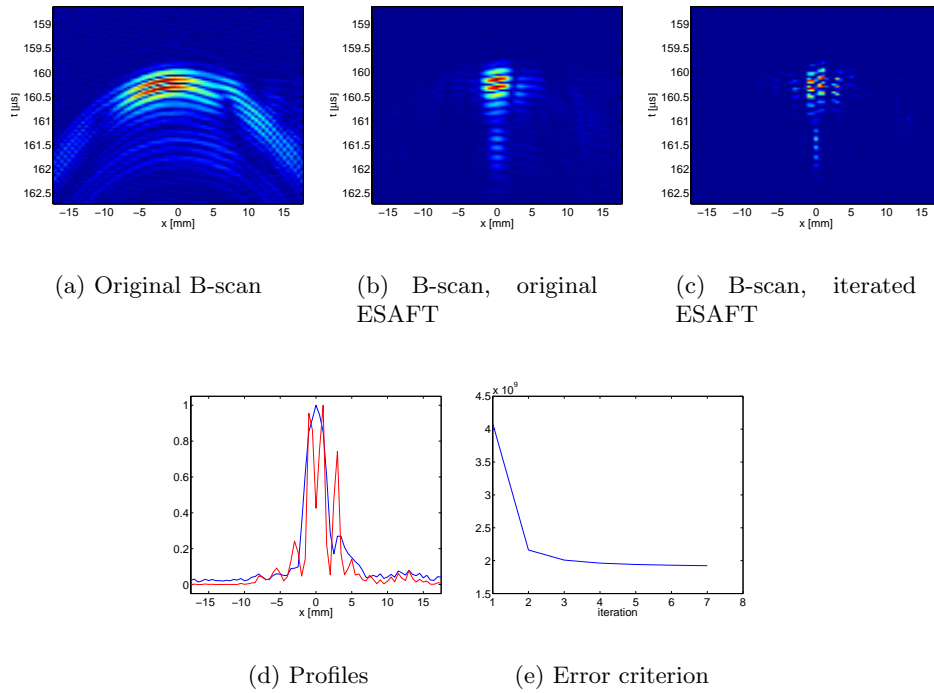 159
159.5
160
160.5
161
161.5
162
162.5
t [µs]
−15 −10 −5 0 5 10 15
x [mm]
(a) Original B-scan
159
159.5
160
160.5
161
161.5
162
162.5
t [µs]
−15 −10 −5 0 5 10 15
x [mm]
(b) B-scan, original
ESAFT
159
159.5
160
160.5
161
161.5
162
162.5
t [µs]
−15 −10 −5 0 5 10 15
x [mm]
(c) B-scan, iterated
ESAFT
1
0.8
0.6
0.4
0.2
0
−15 −10 −5 0 5 10 15
x [mm]
(d) Profiles
x 10⁹
4.5
4
3.5
3
2.5
2
1.5
1 2 3 4 5 6 7 8
iteration
(e) Error criterion